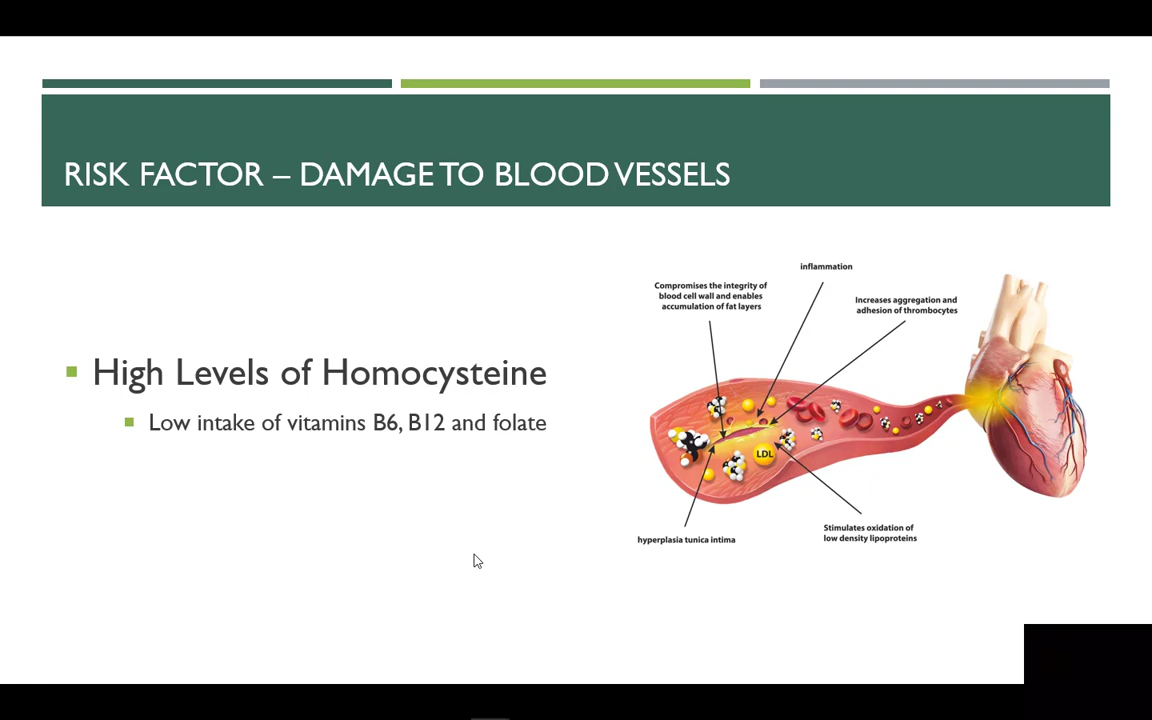 RISK FACTOR – DAMAGE TO BLOOD VESSELS
High Levels of Homocysteine
Low intake of vitamins B6, B12 and folate
inflammation
Compromises the integrity of
blood cell wall and enables
accumulation of fat layers
Increases aggregation and
adhesion of thrombocytes
LDL
hyperplasia tunica intima
Stimulates oxidation of
low density lipoproteins